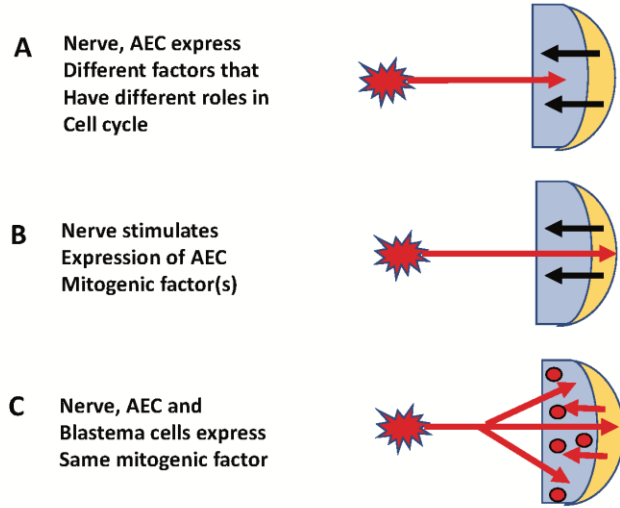 A Nerve, AEC express
Different factors that
Have different roles in
Cell cycle
B Nerve stimulates
Expression of AEC
Mitogenic factor(s)
C Nerve, AEC and
Blastema cells express
Same mitogenic factor